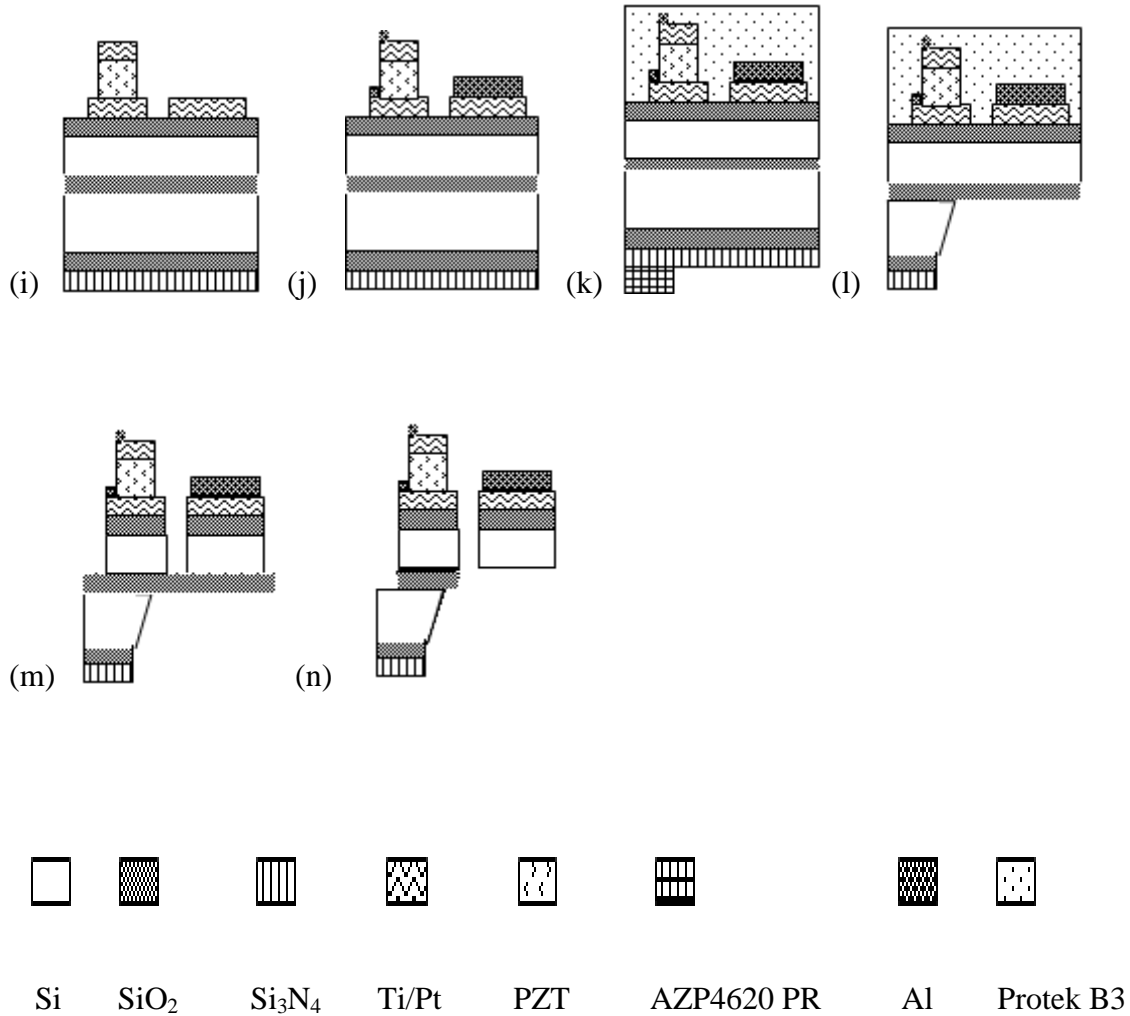 (i) (j) (k) (l)
(m) (n)
Si SiO₂ Si₃N₄ Ti/Pt PZT AZP4620 PR Al Protek B3